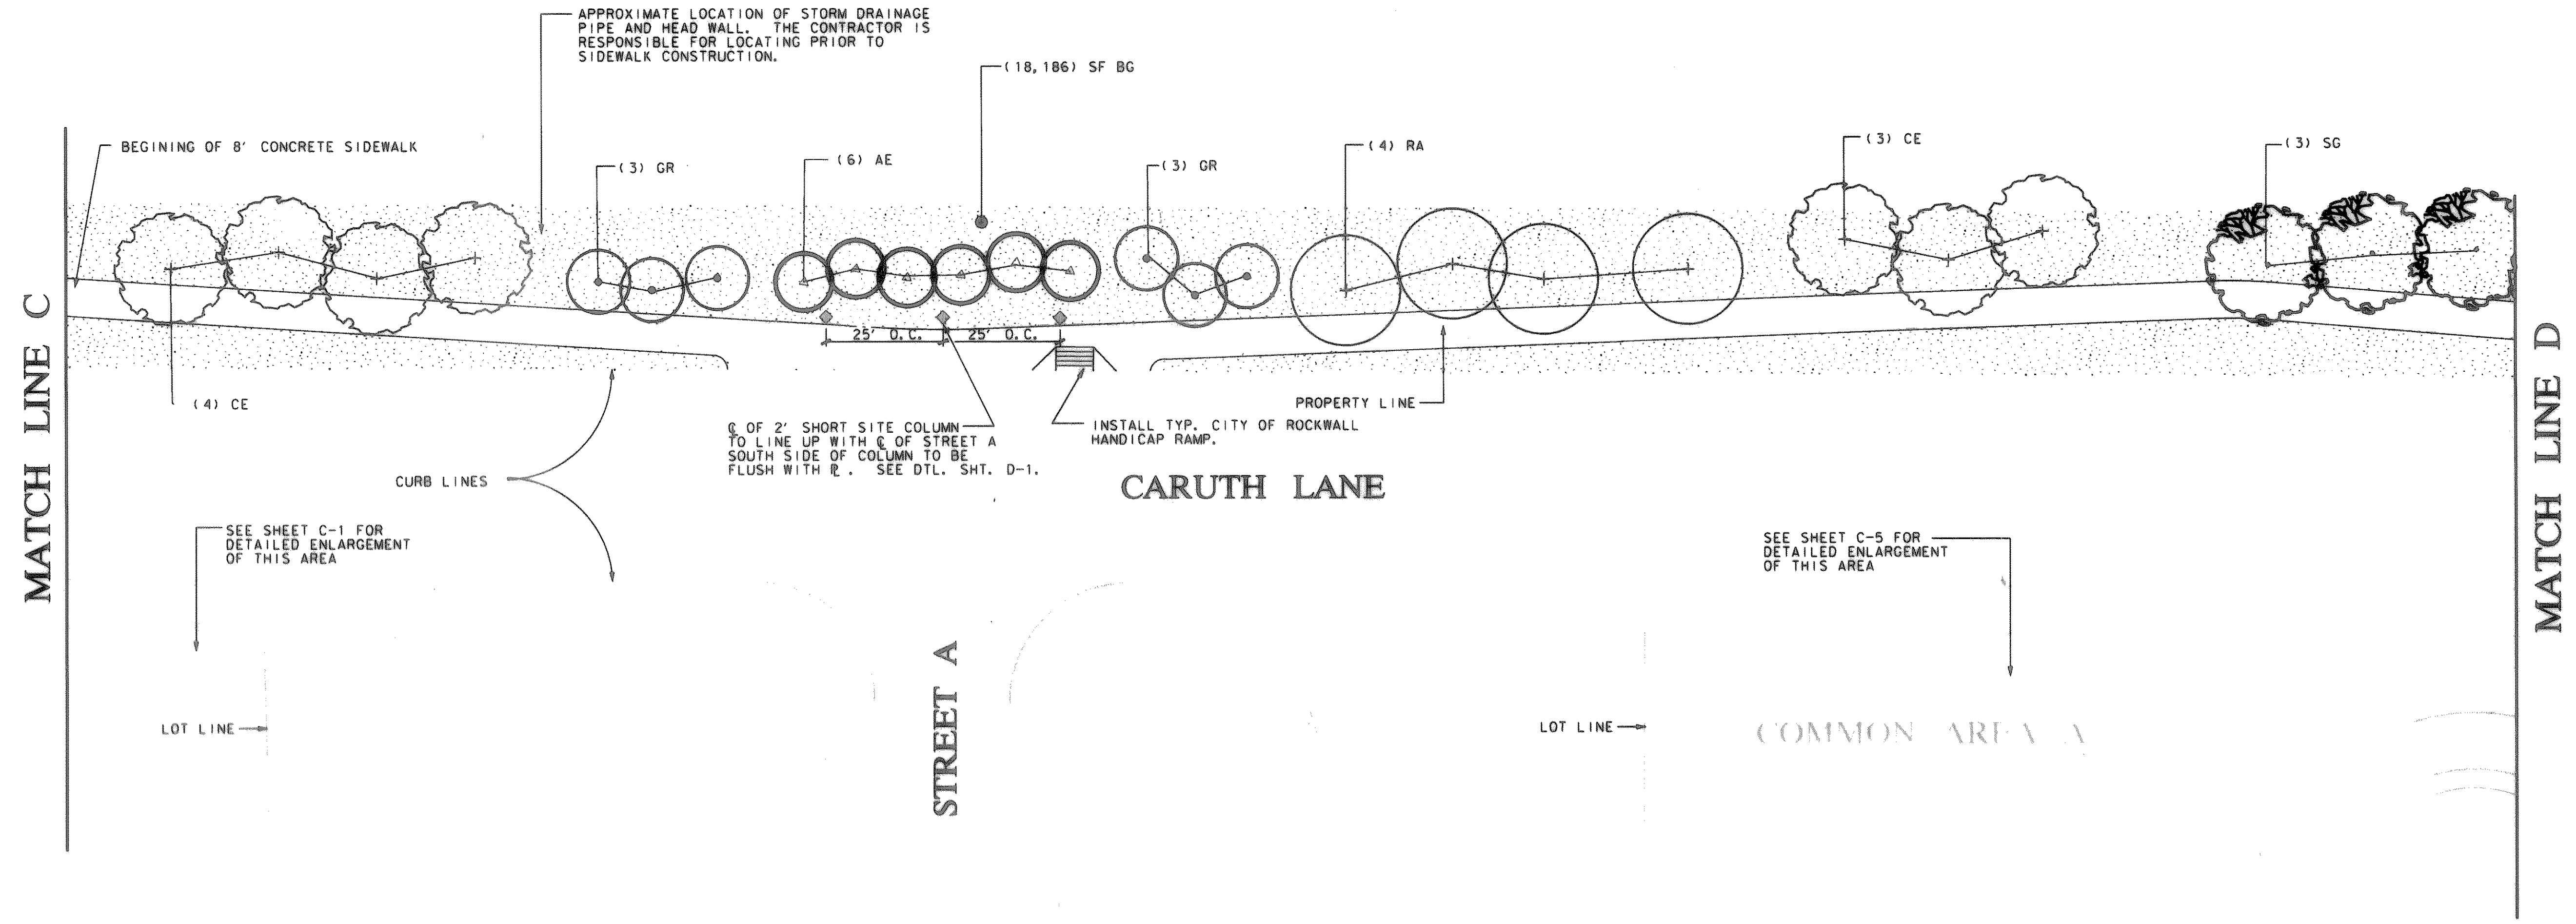 APPROXIMATE LOCATION OF STORM DRAINAGE
PIPE AND HEAD WALL. THE CONTRACTOR IS
RESPONSIBLE FOR LOCATING PRIOR TO
SIDEWALK CONSTRUCTION.
(18,186) SF BG
BEGINING OF 8' CONCRETE SIDEWALK
(3) GR
(6) AE
(3) GR
(4) RA
(3) CE
(3) SG
MATCH LINE C
25' O.C.
25' O.C.
(4) CE
℄ OF 2' SHORT SITE COLUMN
TO LINE UP WITH ℄ OF STREET A
SOUTH SIDE OF COLUMN TO BE
FLUSH WITH ⅊. SEE DTL. SHT. D-1.
INSTALL TYP. CITY OF ROCKWALL
HANDICAP RAMP.
PROPERTY LINE
MATCH LINE D
CURB LINES
CARUTH LANE
SEE SHEET C-1 FOR
DETAILED ENLARGEMENT
OF THIS AREA
SEE SHEET C-5 FOR
DETAILED ENLARGEMENT
OF THIS AREA
STREET A
LOT LINE
LOT LINE
COMMON AREA A